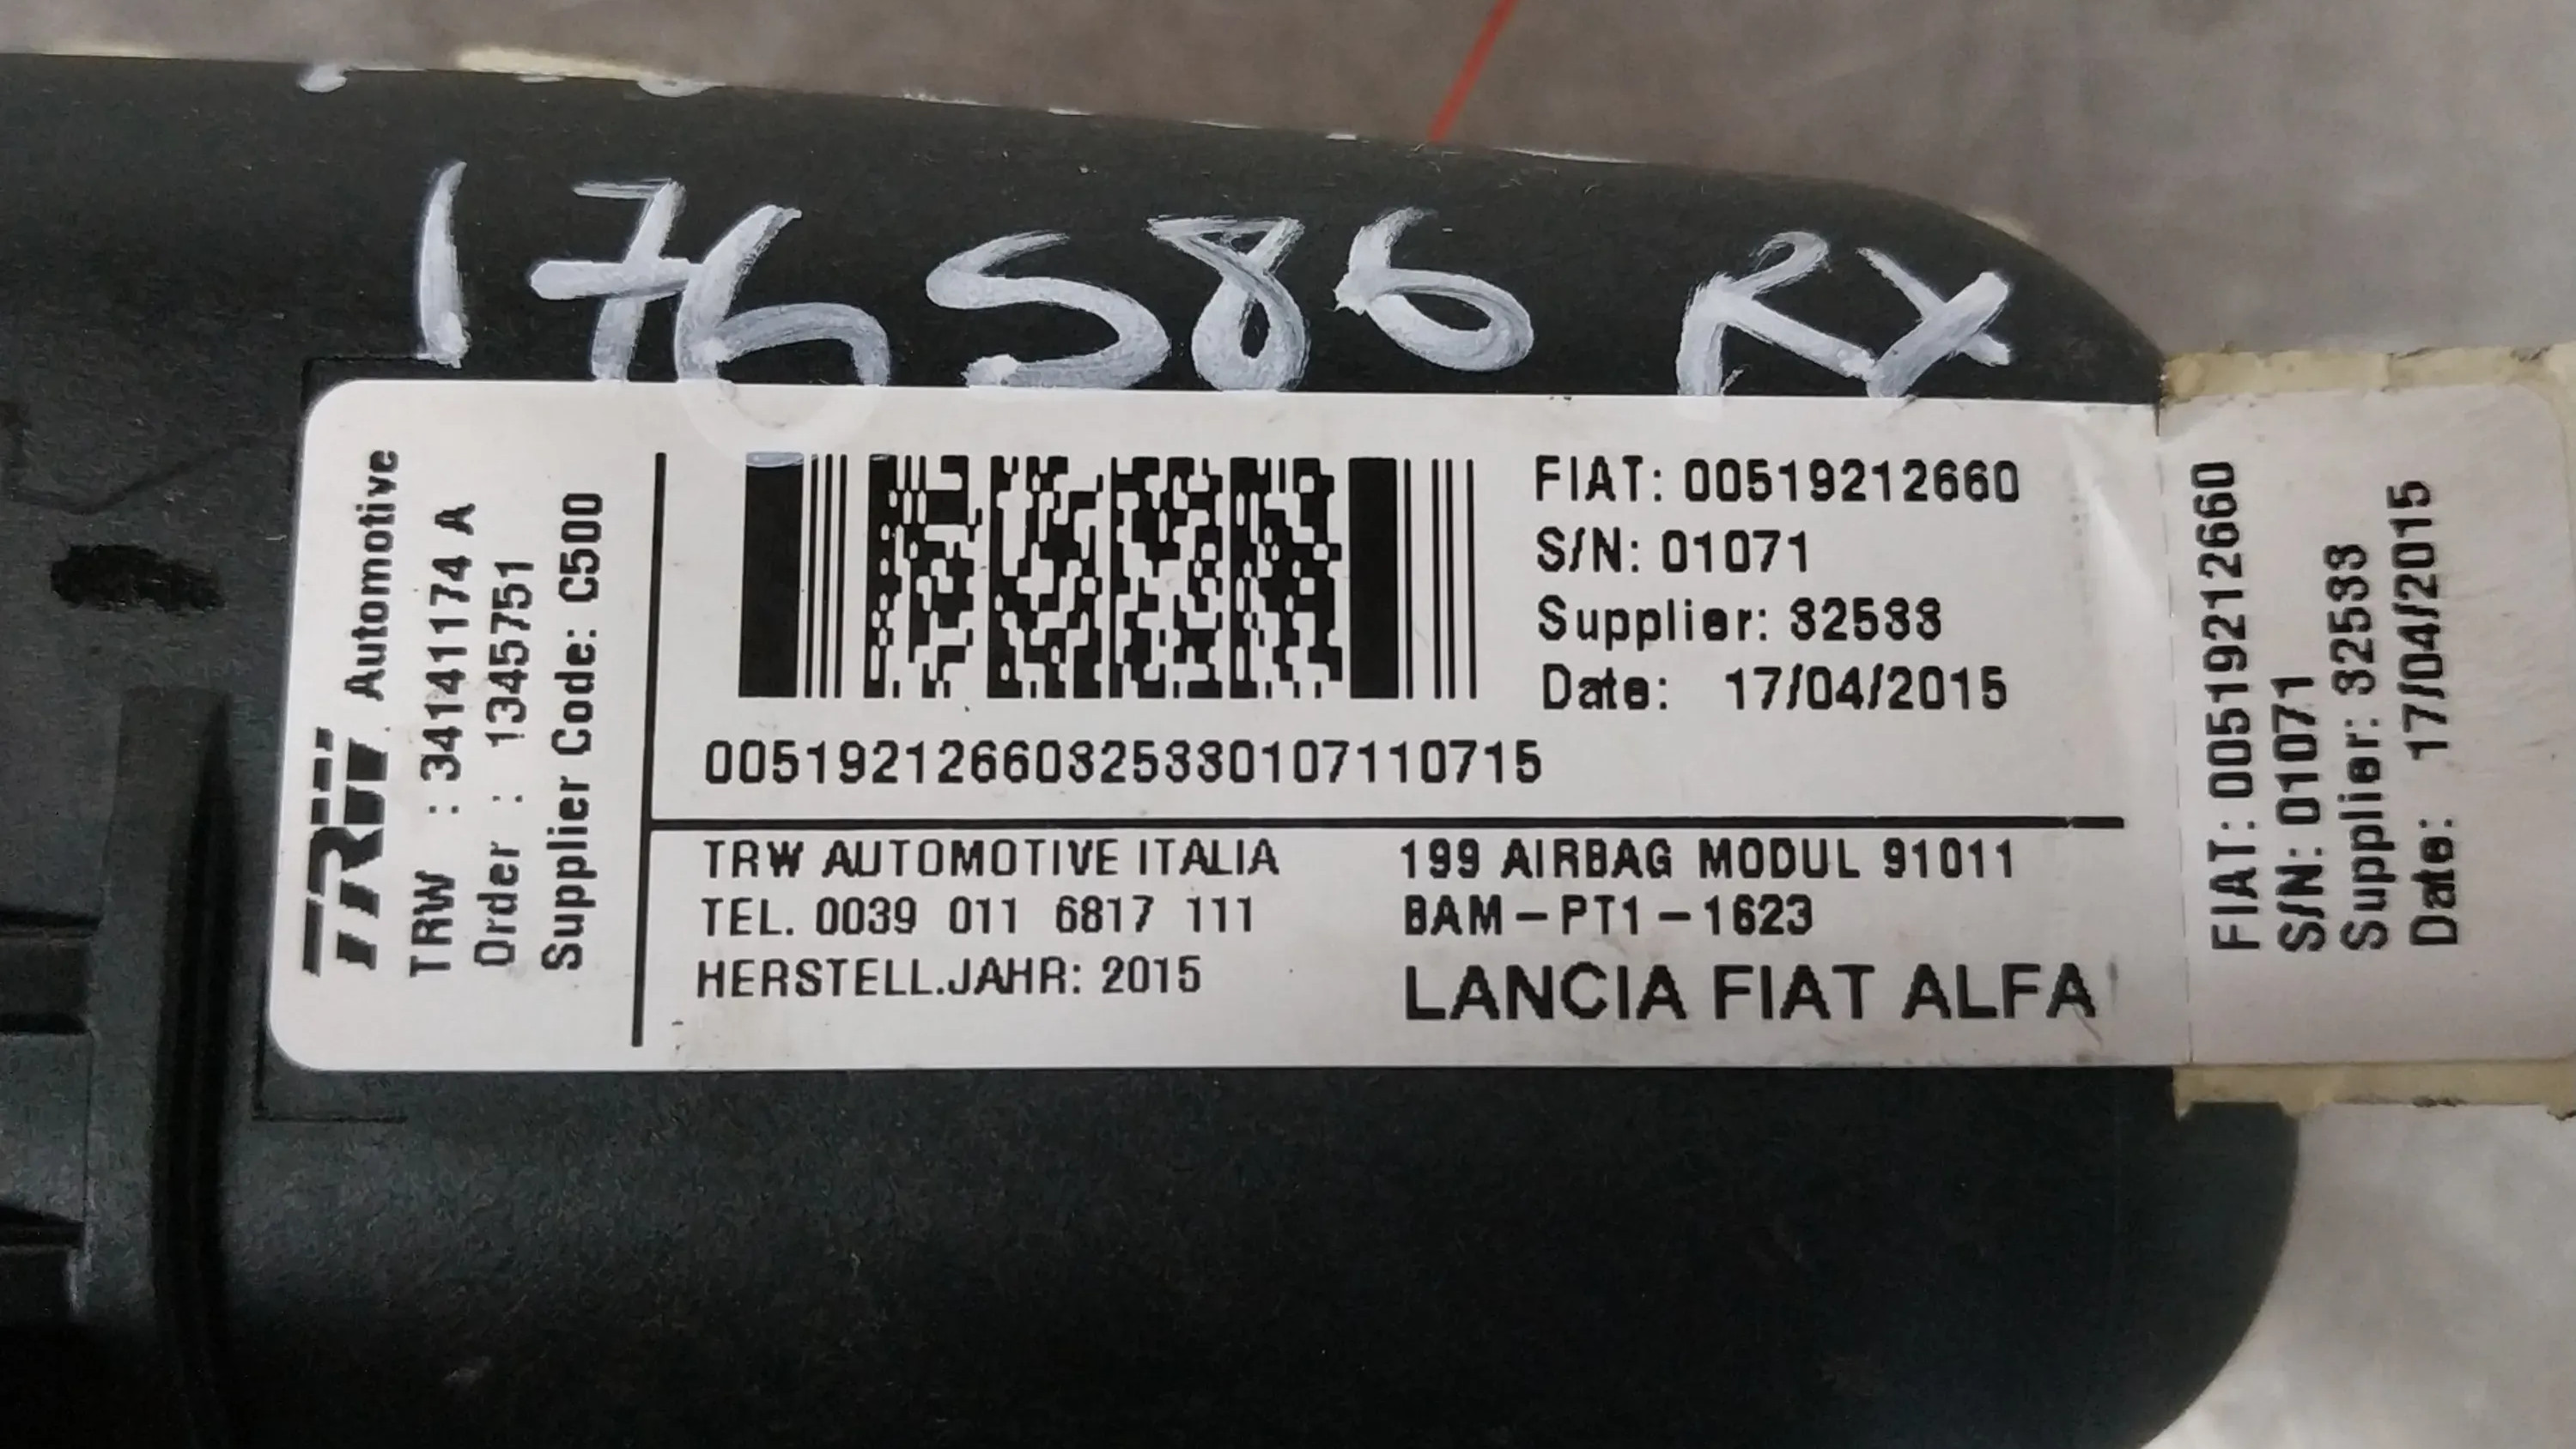 176586 RX
TRW Automotive
TRW : 34141174 A
Order : 1345751
Supplier Code: C500
FIAT: 00519212660
S/N: 01071
Supplier: 32533
Date: 17/04/2015
00519212660325330107110715
TRW AUTOMOTIVE ITALIA
TEL. 0039 011 6817 111
HERSTELL.JAHR: 2015
199 AIRBAG MODUL 91011
BAM-PT1-1623
LANCIA FIAT ALFA
FIAT: 00519212660
S/N: 01071
Supplier: 32533
Date: 17/04/2015